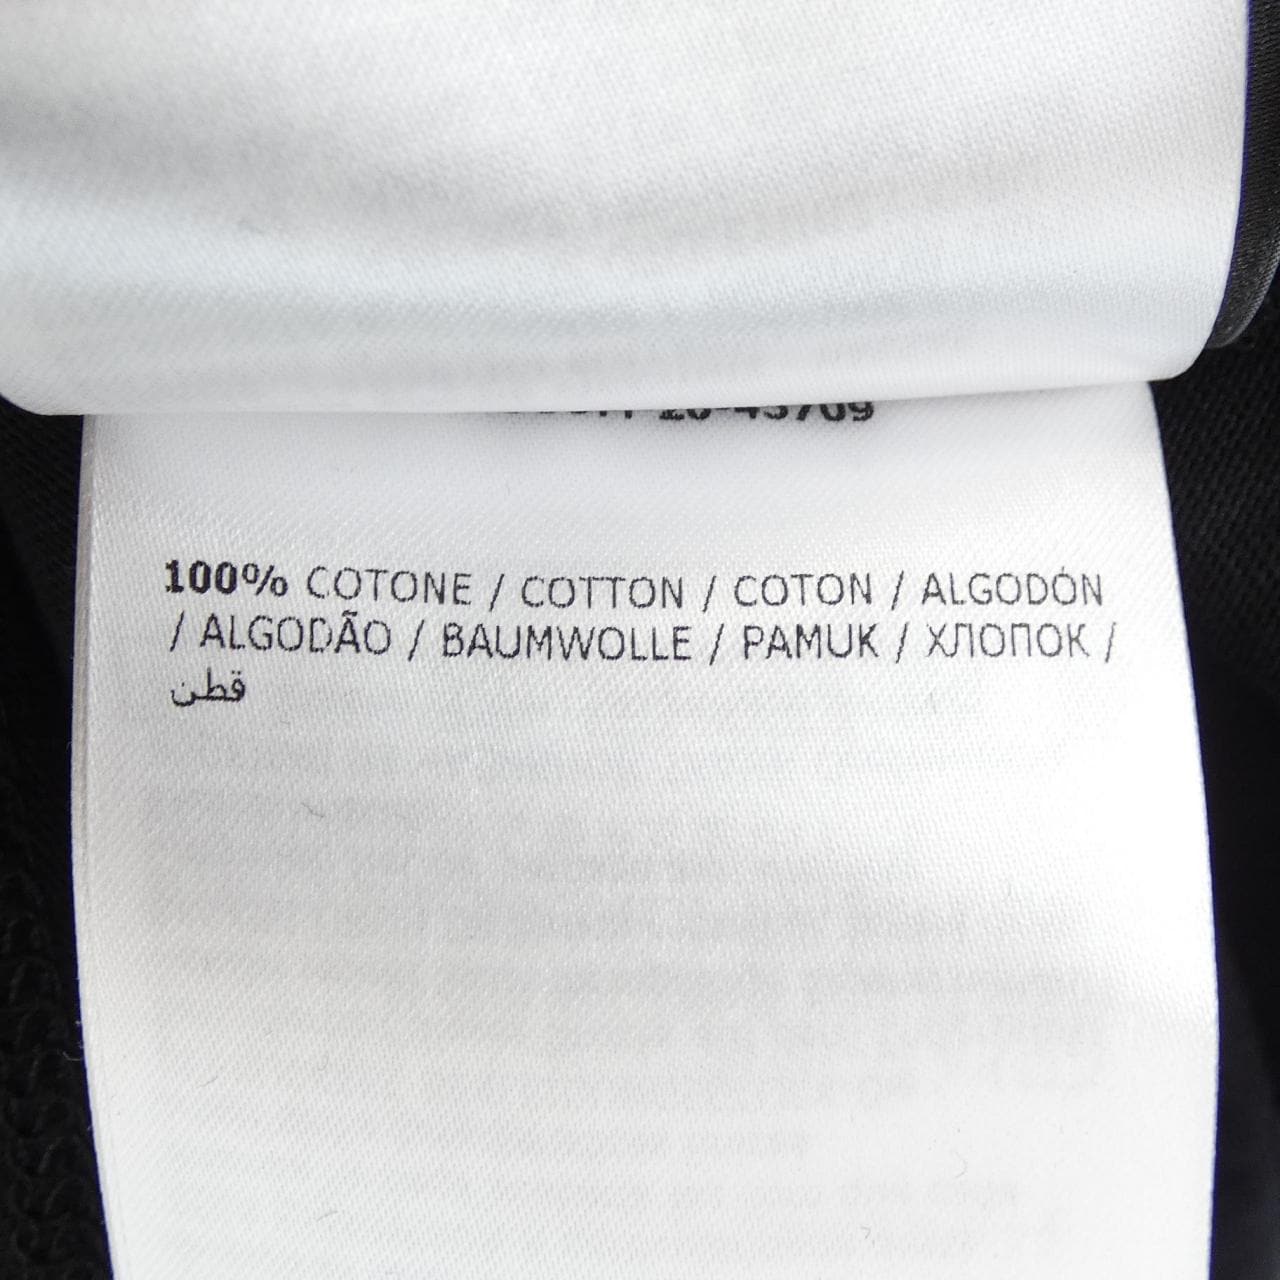 100% COTONE / COTTON / COTON / ALGODÓN
/ ALGODÃO / BAUMWOLLE / PAMUK / ХЛОПОК /
قطن